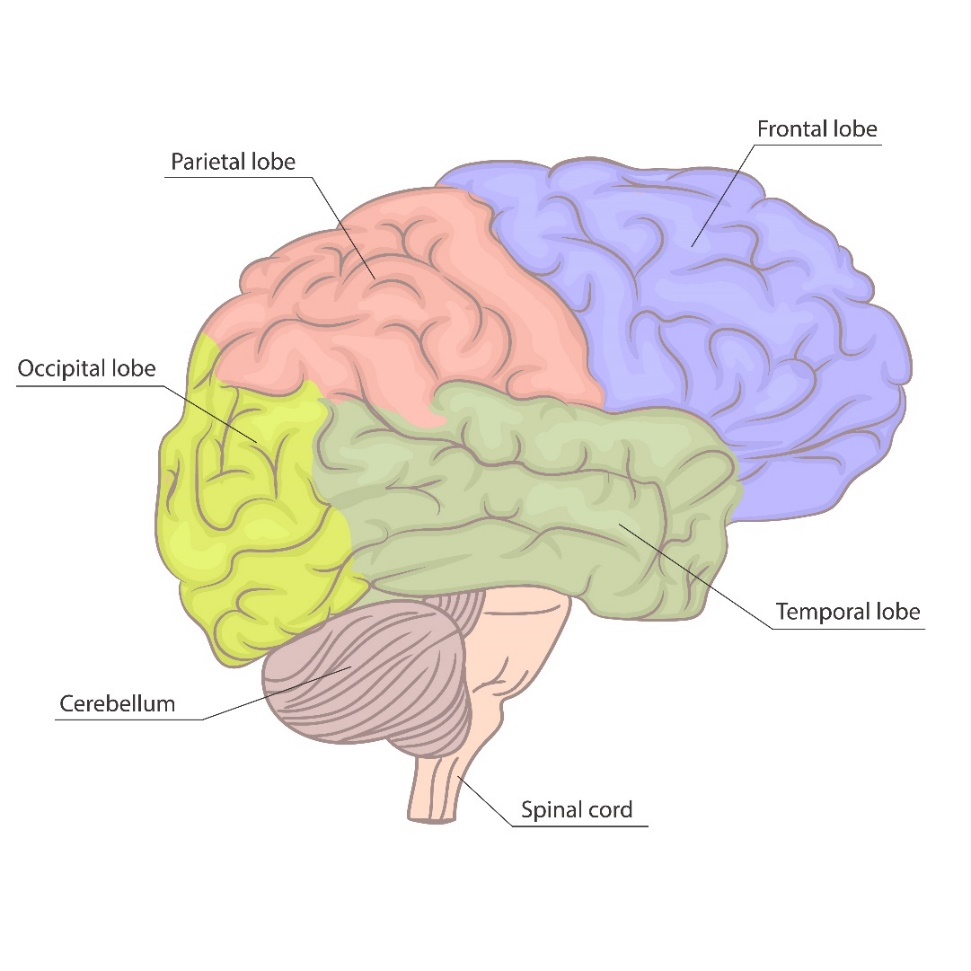 Frontal lobe
Parietal lobe
Occipital lobe
Temporal lobe
Cerebellum
Spinal cord